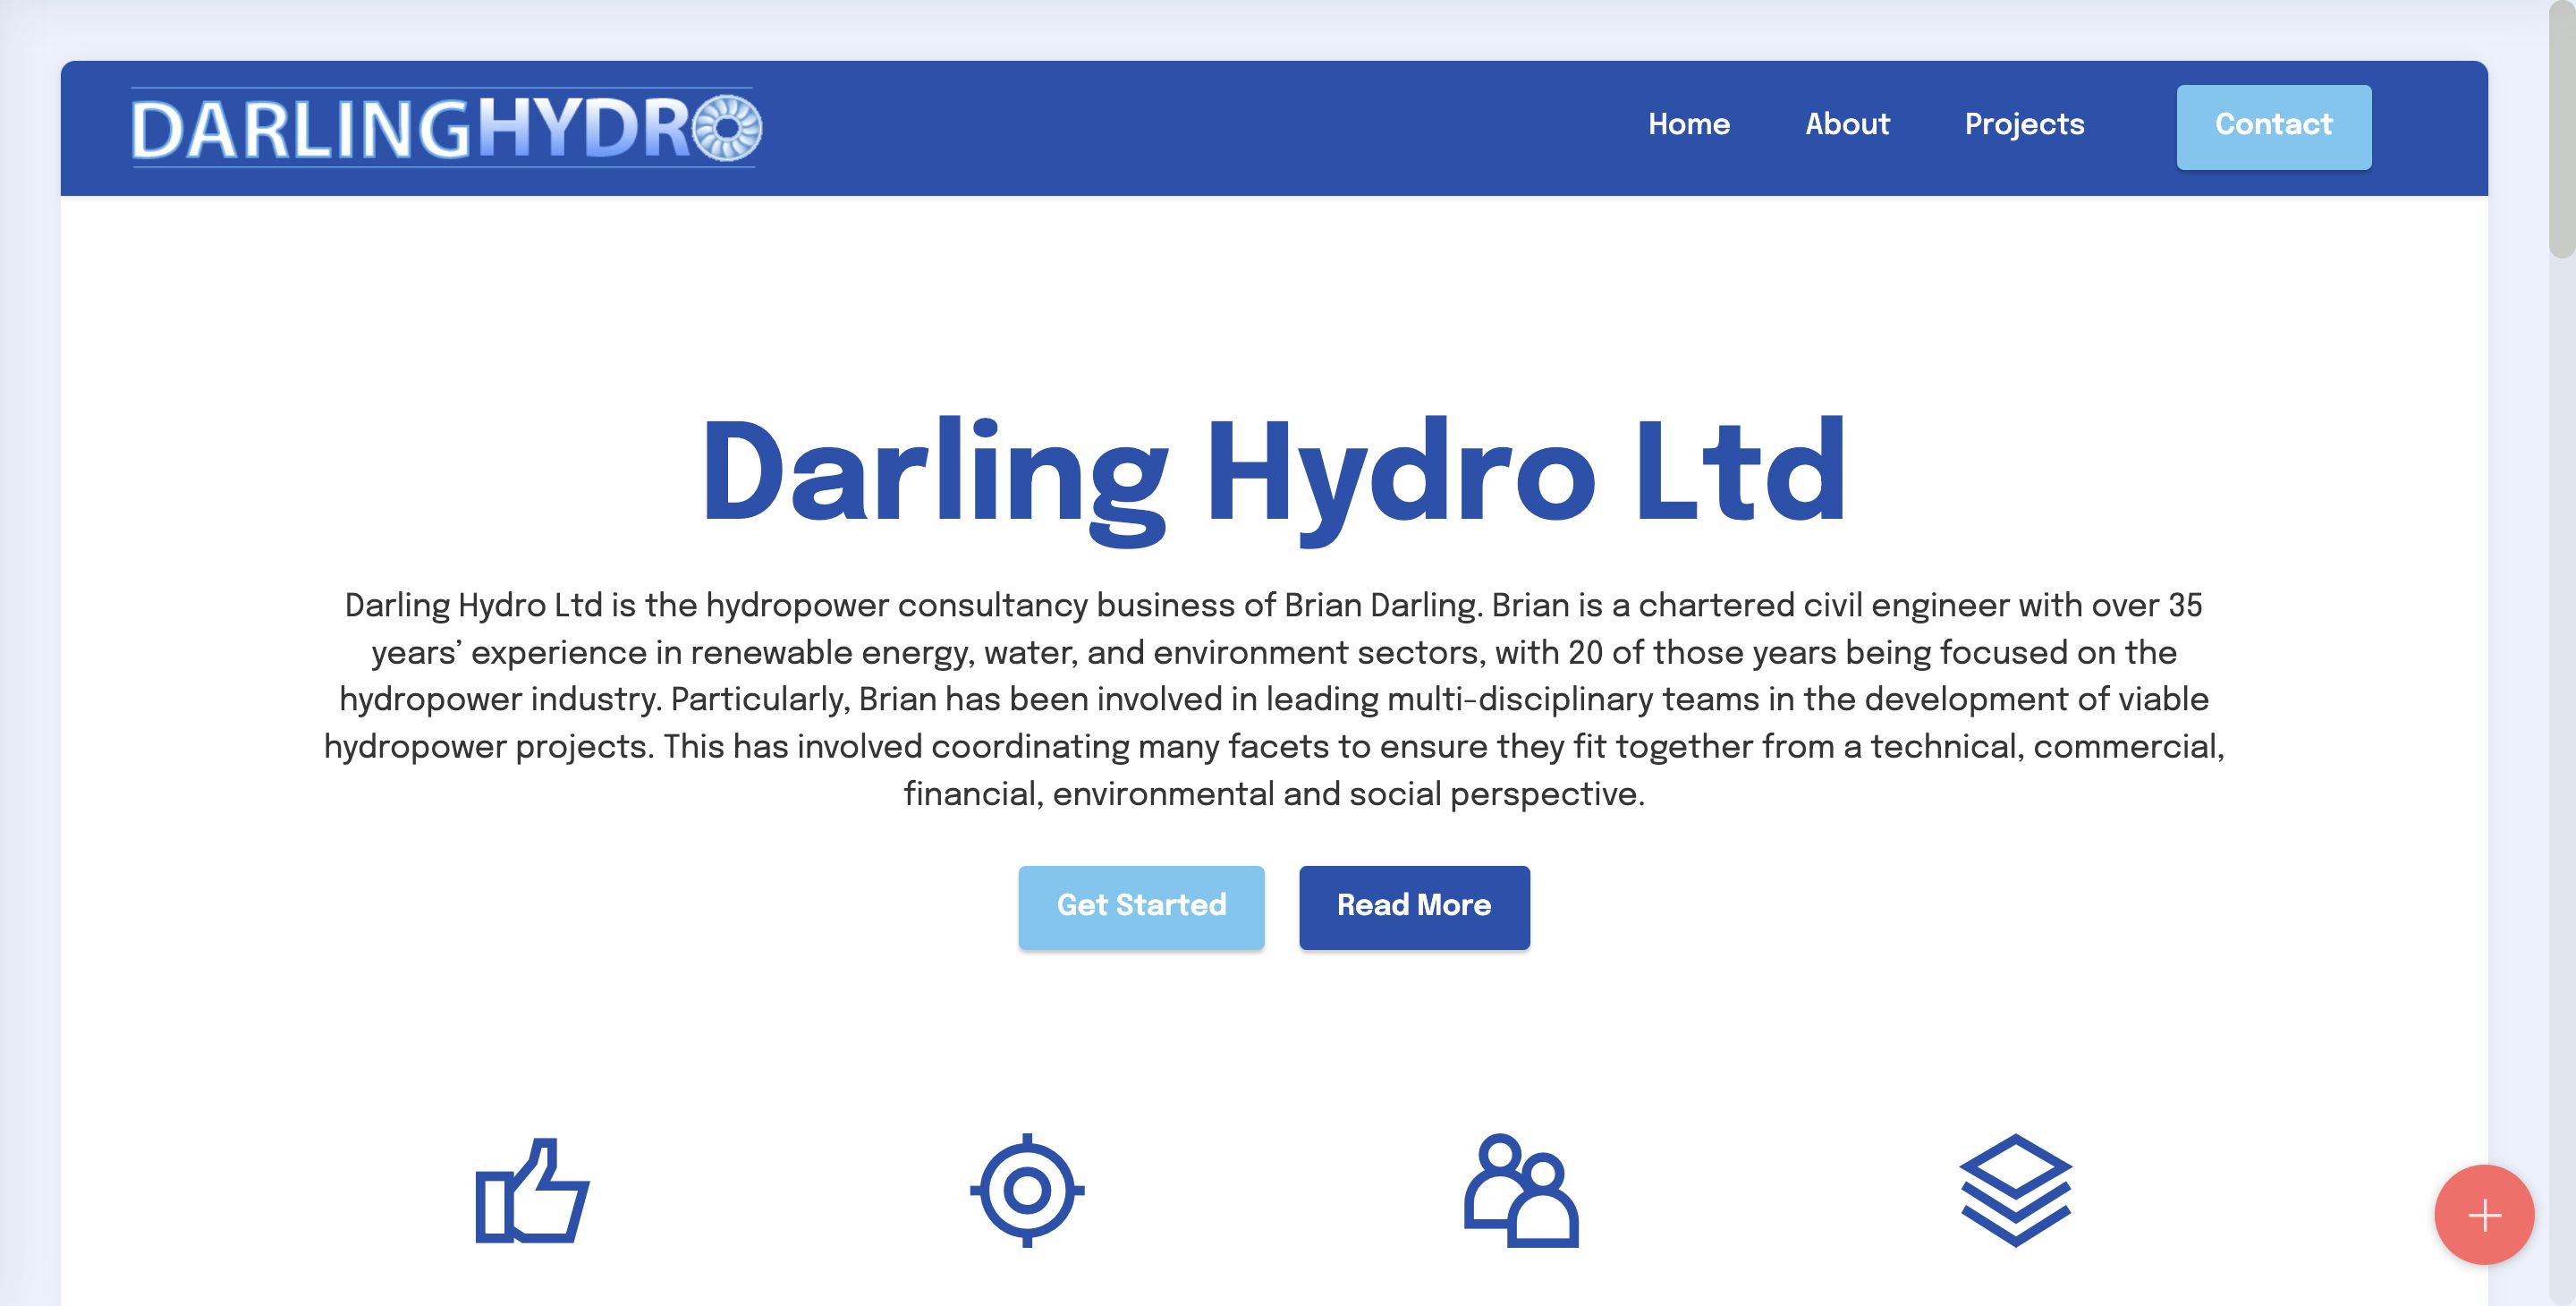 DARLINGHYDRO
Home
About
Projects
Contact
Darling Hydro Ltd
Darling Hydro Ltd is the hydropower consultancy business of Brian Darling. Brian is a chartered civil engineer with over 35
years’ experience in renewable energy, water, and environment sectors, with 20 of those years being focused on the
hydropower industry. Particularly, Brian has been involved in leading multi-disciplinary teams in the development of viable
hydropower projects. This has involved coordinating many facets to ensure they fit together from a technical, commercial,
financial, environmental and social perspective.
Get Started
Read More